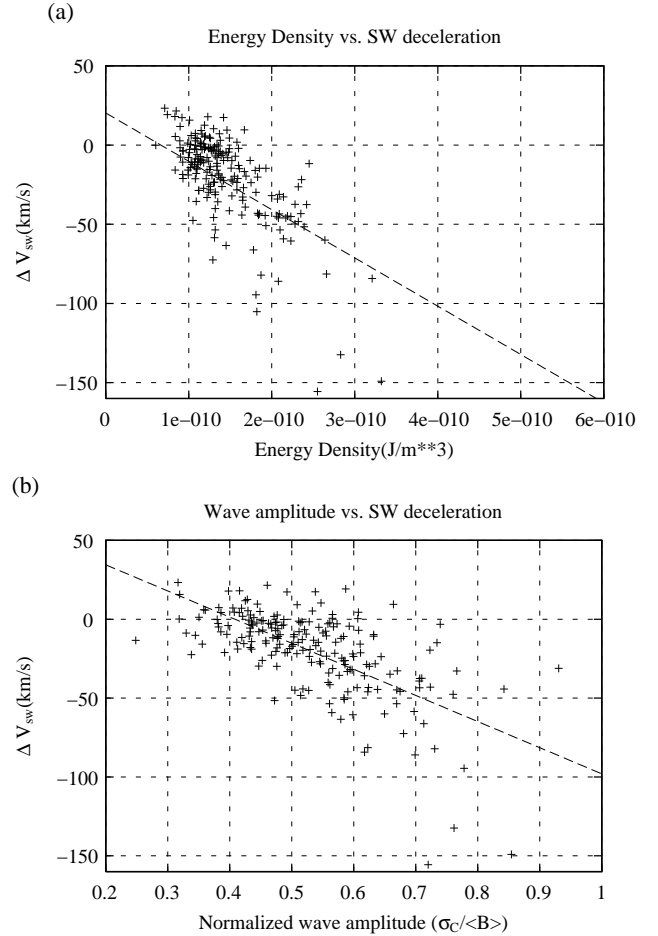 (a)
Energy Density vs. SW deceleration
50
0
−50
−100
−150
Δ Vsw(km/s)
0 1e−010 2e−010 3e−010 4e−010 5e−010 6e−010
Energy Density(J/m**3)
(b)
Wave amplitude vs. SW deceleration
50
0
−50
−100
−150
Δ Vsw(km/s)
0.2 0.3 0.4 0.5 0.6 0.7 0.8 0.9 1
Normalized wave amplitude (σC/<B>)